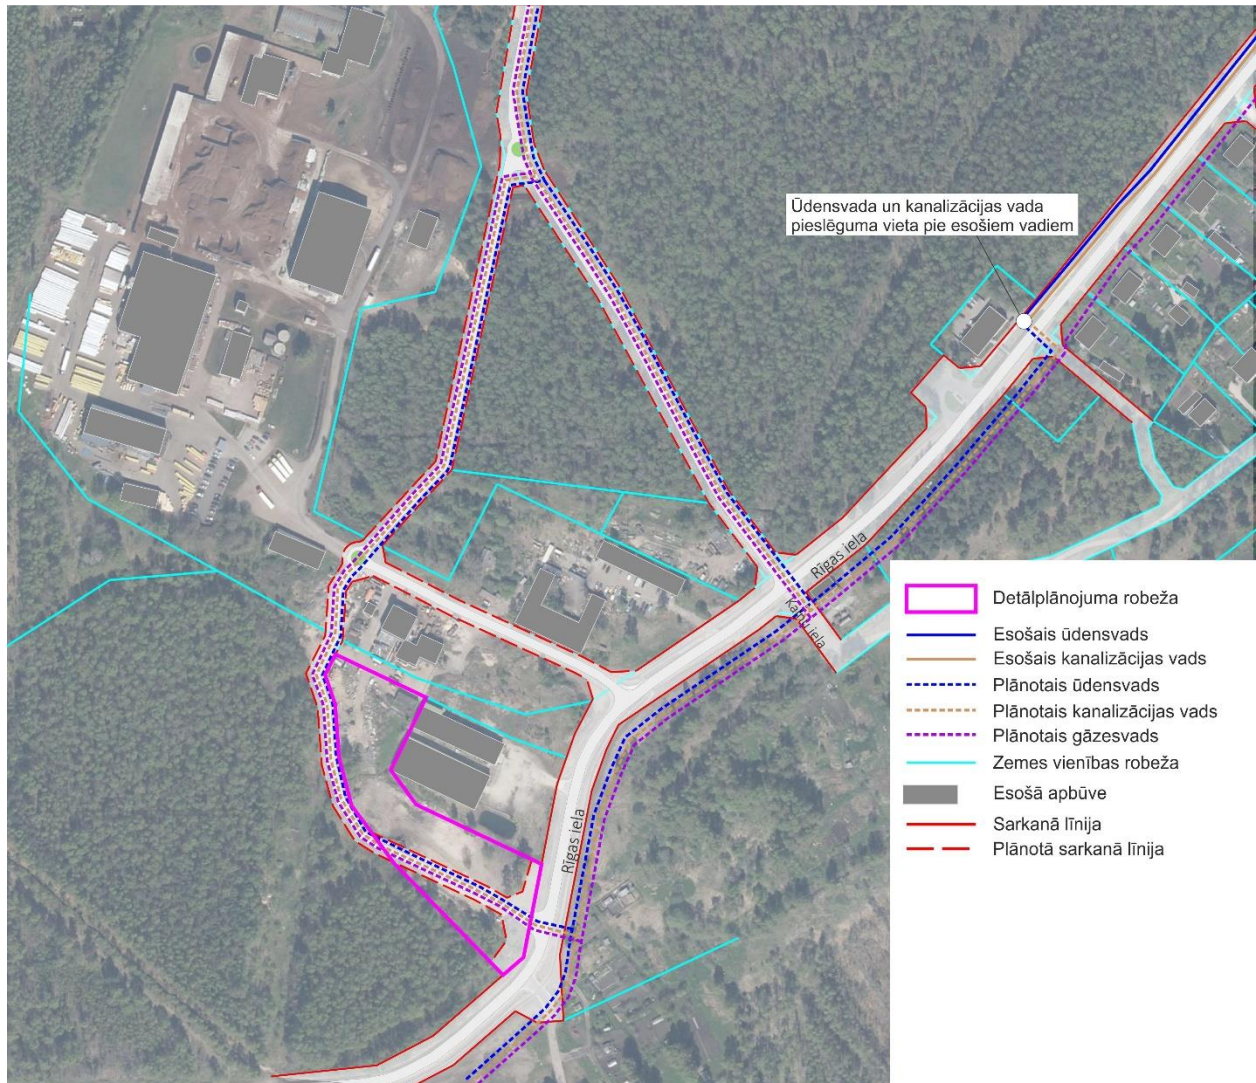 Ūdensvada un kanalizācijas vada
pieslēguma vieta pie esošiem vadiem
Rīgas iela
Kalnu iela
Rīgas iela
Detālplānojuma robeža
Esošais ūdensvads
Esošais kanalizācijas vads
Plānotais ūdensvads
Plānotais kanalizācijas vads
Plānotais gāzesvads
Zemes vienības robeža
Esošā apbūve
Sarkanā līnija
Plānotā sarkanā līnija